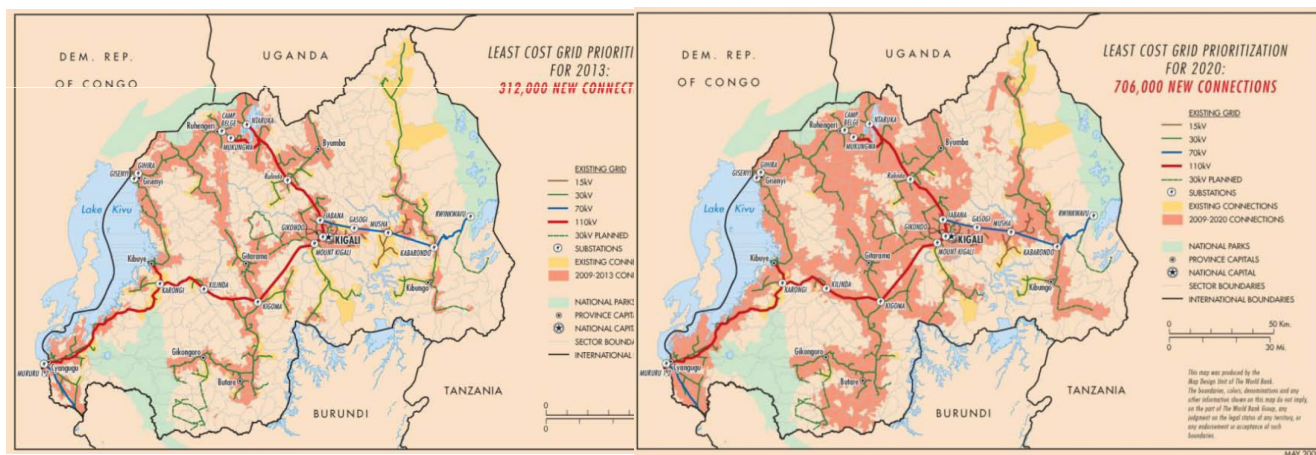 DEM. REP.
OF CONGO
UGANDA
LEAST COST GRID PRIORITI
FOR 2013:
312,000 NEW CONNECT
CAMP
BELGE
NTARUKA
Ruhengeri
MUKUNGWA
Byumba
GIHIRA
GISENYI
Gisenyi
Rulindo
EXISTING GRID
15kV
30kV
70kV
110kV
30kV PLANNED
SUBSTATIONS
EXISTING CONNE
2009-2013 CONN
NATIONAL PARKS
PROVINCE CAPITA
NATIONAL CAPIT
SECTOR BOUNDA
INTERNATIONAL
Lake Kivu
JABANA
GASOGI
MUSHA
RWINKWAVU
GIKONDO
KIGALI
MOUNT KIGALI
KABARONDO
Kibuye
Gitarama
KARONGI
KILINDA
Kibungo
KIGOMA
Gikongoro
Cyangugu
MURURU
Butare
TANZANIA
BURUNDI
0
0
DEM. REP.
OF CONGO
UGANDA
LEAST COST GRID PRIORITIZATION
FOR 2020:
706,000 NEW CONNECTIONS
CAMP
BELGE
NTARUKA
Ruhengeri
MUKUNGWA
Byumba
GIHIRA
GISENYI
Gisenyi
Rulindo
EXISTING GRID
15kV
30kV
70kV
110kV
30kV PLANNED
SUBSTATIONS
EXISTING CONNECTIONS
2009-2020 CONNECTIONS
NATIONAL PARKS
PROVINCE CAPITALS
NATIONAL CAPITAL
SECTOR BOUNDARIES
INTERNATIONAL BOUNDARIES
Lake Kivu
JABANA
GASOGI
MUSHA
RWINKWAVU
GIKONDO
KIGALI
MOUNT KIGALI
KABARONDO
Kibuye
Gitarama
KARONGI
KILINDA
Kibungo
KIGOMA
0 50 Km.
0 30 Mi.
Gikongoro
Cyangugu
MURURU
Butare
TANZANIA
BURUNDI
This map was produced by the
Map Design Unit of The World Bank.
The boundaries, colors, denominations and any
other information shown on this map do not imply,
on the part of The World Bank Group, any
judgment on the legal status of any territory, or
any endorsement or acceptance of such
boundaries.